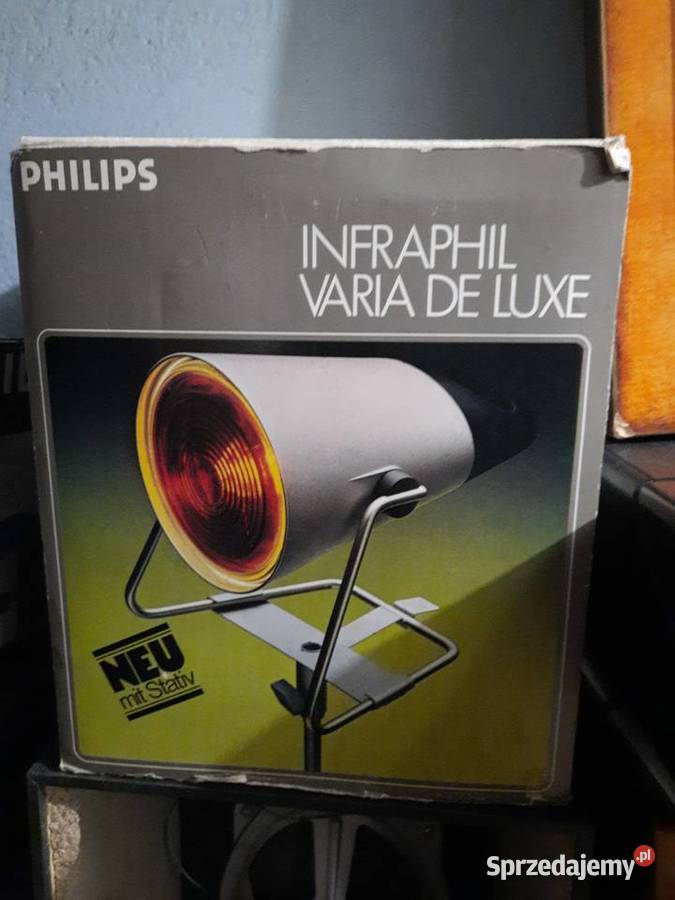 PHILIPS
INFRAPHIL
VARIA DE LUXE
NEU
mit Stativ
Sprzedajemy.pl